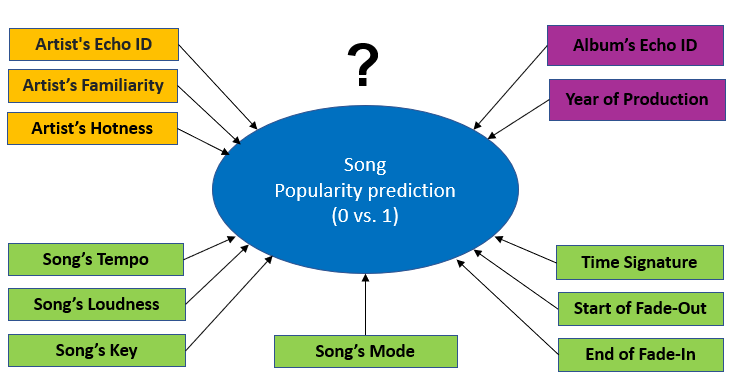 Artist's Echo ID
Artist's Familiarity
Artist's Hotness
?
Album's Echo ID
Year of Production
Song
Popularity prediction
(0 vs. 1)
Song's Tempo
Song's Loudness
Song's Key
Song's Mode
Time Signature
Start of Fade-Out
End of Fade-In